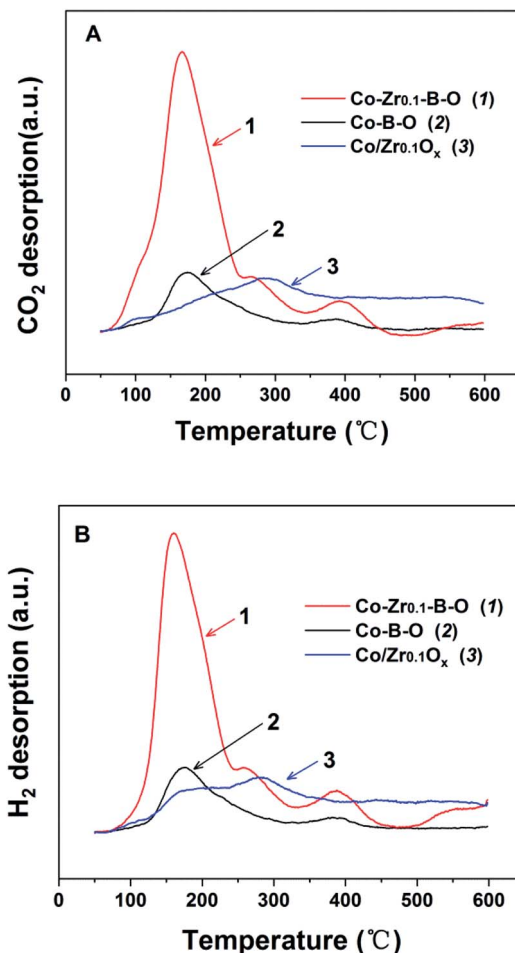 A
CO₂ desorption(a.u.)
Co-Zr₀.₁-B-O (1)
Co-B-O (2)
Co/Zr₀.₁Oₓ (3)
1
2
3
0 100 200 300 400 500 600
Temperature (℃)
B
H₂ desorption (a.u.)
Co-Zr₀.₁-B-O (1)
Co-B-O (2)
Co/Zr₀.₁Oₓ (3)
1
2
3
0 100 200 300 400 500 600
Temperature (℃)